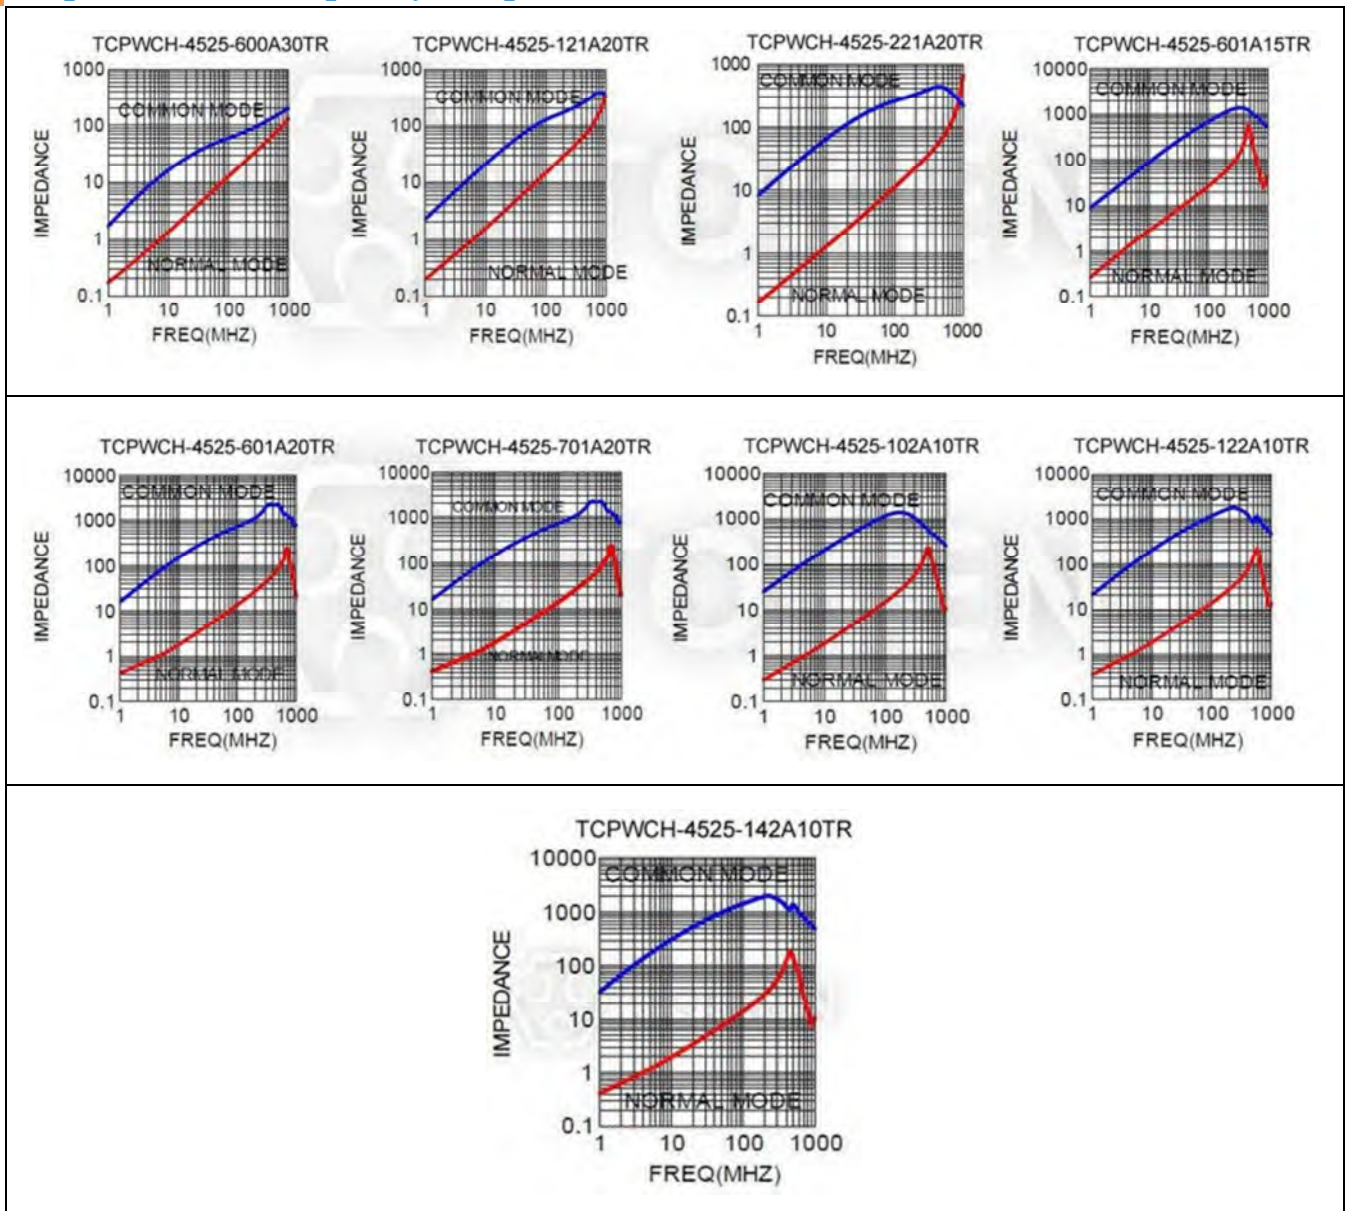 TCPWCH-4525-600A30TR
TCPWCH-4525-121A20TR
TCPWCH-4525-221A20TR
TCPWCH-4525-601A15TR
1000
100
10
1
0.1
IMPEDANCE
COMMON MODE
NORMAL MODE
1 10 100 1000
FREQ(MHZ)
1000
100
10
1
0.1
IMPEDANCE
COMMON MODE
NORMAL MODE
1 10 100 1000
FREQ(MHZ)
1000
100
10
1
0.1
IMPEDANCE
COMMON MODE
NORMAL MODE
1 10 100 1000
FREQ(MHZ)
10000
1000
100
10
1
0.1
IMPEDANCE
COMMON MODE
NORMAL MODE
1 10 100 1000
FREQ(MHZ)
TCPWCH-4525-601A20TR
TCPWCH-4525-701A20TR
TCPWCH-4525-102A10TR
TCPWCH-4525-122A10TR
10000
1000
100
10
1
0.1
IMPEDANCE
COMMON MODE
NORMAL MODE
1 10 100 1000
FREQ(MHZ)
10000
1000
100
10
1
0.1
IMPEDANCE
COMMON MODE
NORMAL MODE
1 10 100 1000
FREQ(MHZ)
10000
1000
100
10
1
0.1
IMPEDANCE
COMMON MODE
NORMAL MODE
1 10 100 1000
FREQ(MHZ)
10000
1000
100
10
1
0.1
IMPEDANCE
COMMON MODE
NORMAL MODE
1 10 100 1000
FREQ(MHZ)
TCPWCH-4525-142A10TR
10000
1000
100
10
1
0.1
IMPEDANCE
COMMON MODE
NORMAL MODE
1 10 100 1000
FREQ(MHZ)